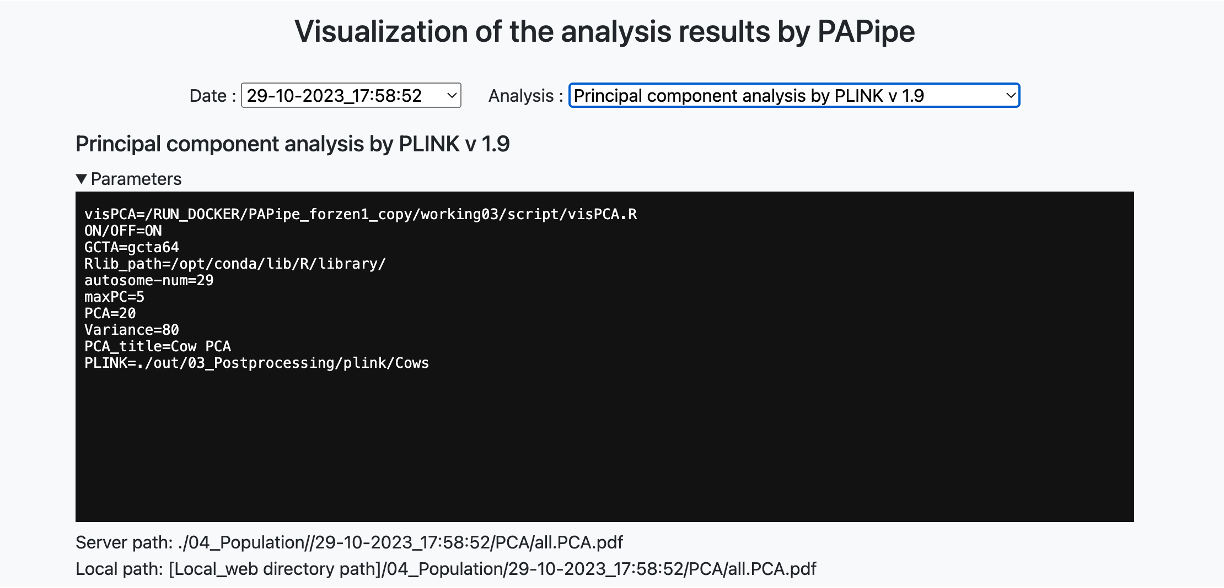 Visualization of the analysis results by PAPipe
Date : 29-10-2023_17:58:52 Analysis : Principal component analysis by PLINK v 1.9
Principal component analysis by PLINK v 1.9
▼ Parameters
visPCA=/RUN_DOCKER/PAPipe_forzen1_copy/working03/script/visPCA.R
ON/OFF=ON
GCTA=gcta64
Rlib_path=/opt/conda/lib/R/library/
autosome-num=29
maxPC=5
PCA=20
Variance=80
PCA_title=Cow PCA
PLINK=./out/03_Postprocessing/plink/Cows
Server path: ./04_Population//29-10-2023_17:58:52/PCA/all.PCA.pdf
Local path: [Local_web directory path]/04_Population/29-10-2023_17:58:52/PCA/all.PCA.pdf